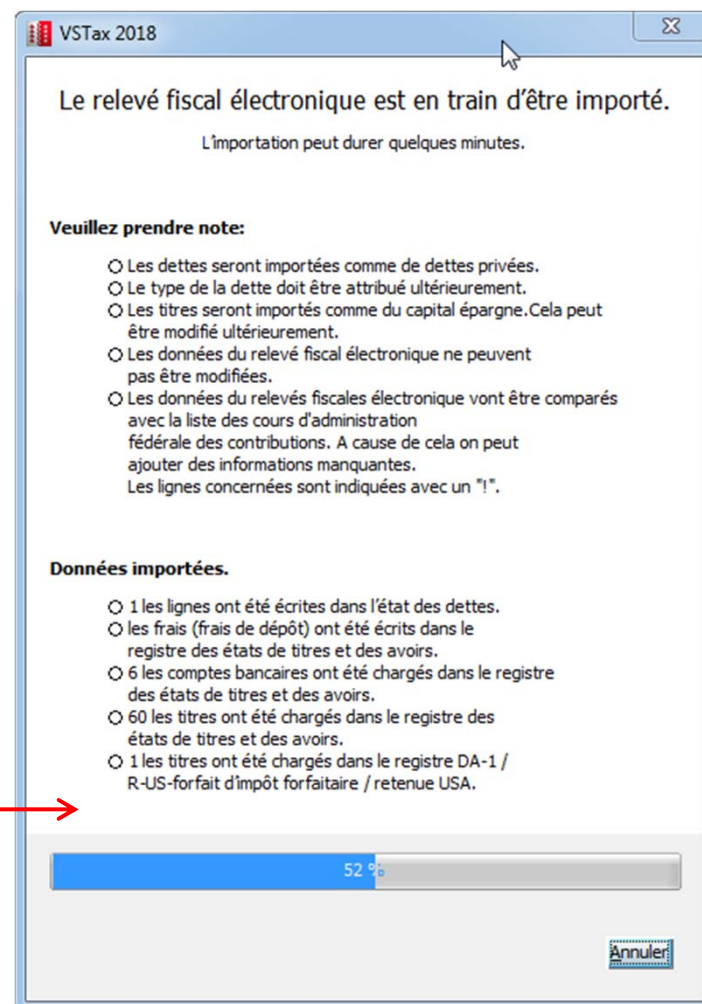 VSTax 2018
Le relevé fiscal électronique est en train d'être importé.
L'importation peut durer quelques minutes.
Veuillez prendre note:
Les dettes seront importées comme de dettes privées.
Le type de la dette doit être attribué ultérieurement.
Les titres seront importés comme du capital épargne.Cela peut
être modifié ultérieurement.
Les données du relevé fiscal électronique ne peuvent
pas être modifiées.
Les données du relevés fiscales électronique vont être comparés
avec la liste des cours d'administration
fédérale des contributions. A cause de cela on peut
ajouter des informations manquantes.
Les lignes concernées sont indiquées avec un "!".
Données importées.
1 les lignes ont été écrites dans l'état des dettes.
les frais (frais de dépôt) ont été écrits dans le
registre des états de titres et des avoirs.
6 les comptes bancaires ont été chargés dans le registre
des états de titres et des avoirs.
60 les titres ont été chargés dans le registre des
états de titres et des avoirs.
1 les titres ont été chargés dans le registre DA-1 /
R-US-forfait d'impôt forfaitaire / retenue USA.
52 %
Annuler